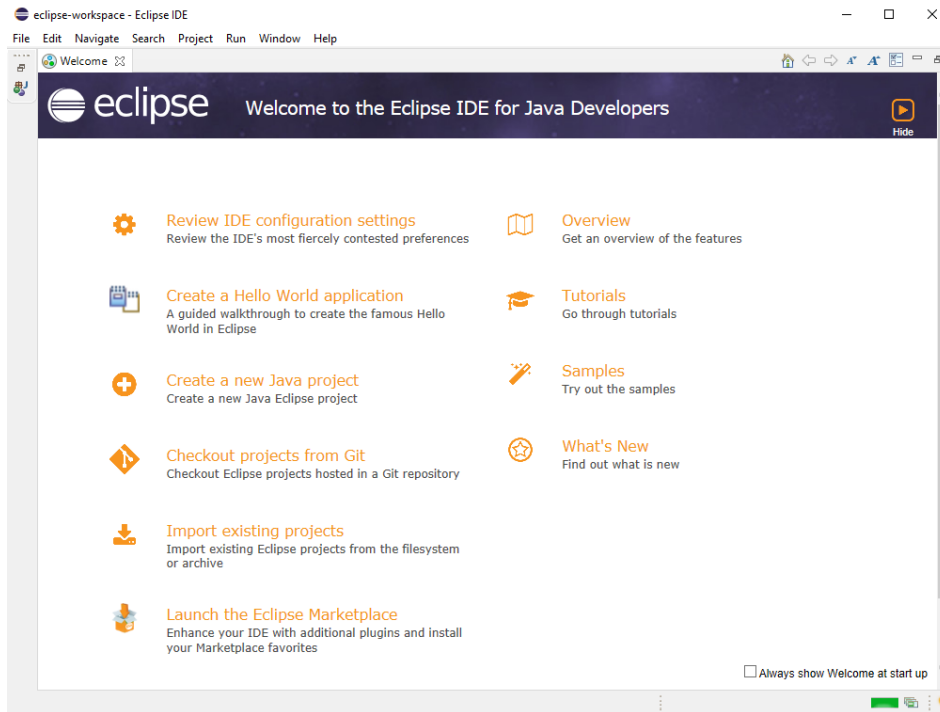 eclipse-workspace - Eclipse IDE
File Edit Navigate Search Project Run Window Help
Welcome
eclipse Welcome to the Eclipse IDE for Java Developers
Hide
Review IDE configuration settings
Review the IDE's most fiercely contested preferences
Create a Hello World application
A guided walkthrough to create the famous Hello
World in Eclipse
Create a new Java project
Create a new Java Eclipse project
Checkout projects from Git
Checkout Eclipse projects hosted in a Git repository
Import existing projects
Import existing Eclipse projects from the filesystem
or archive
Launch the Eclipse Marketplace
Enhance your IDE with additional plugins and install
your Marketplace favorites
Overview
Get an overview of the features
Tutorials
Go through tutorials
Samples
Try out the samples
What's New
Find out what is new
Always show Welcome at start up